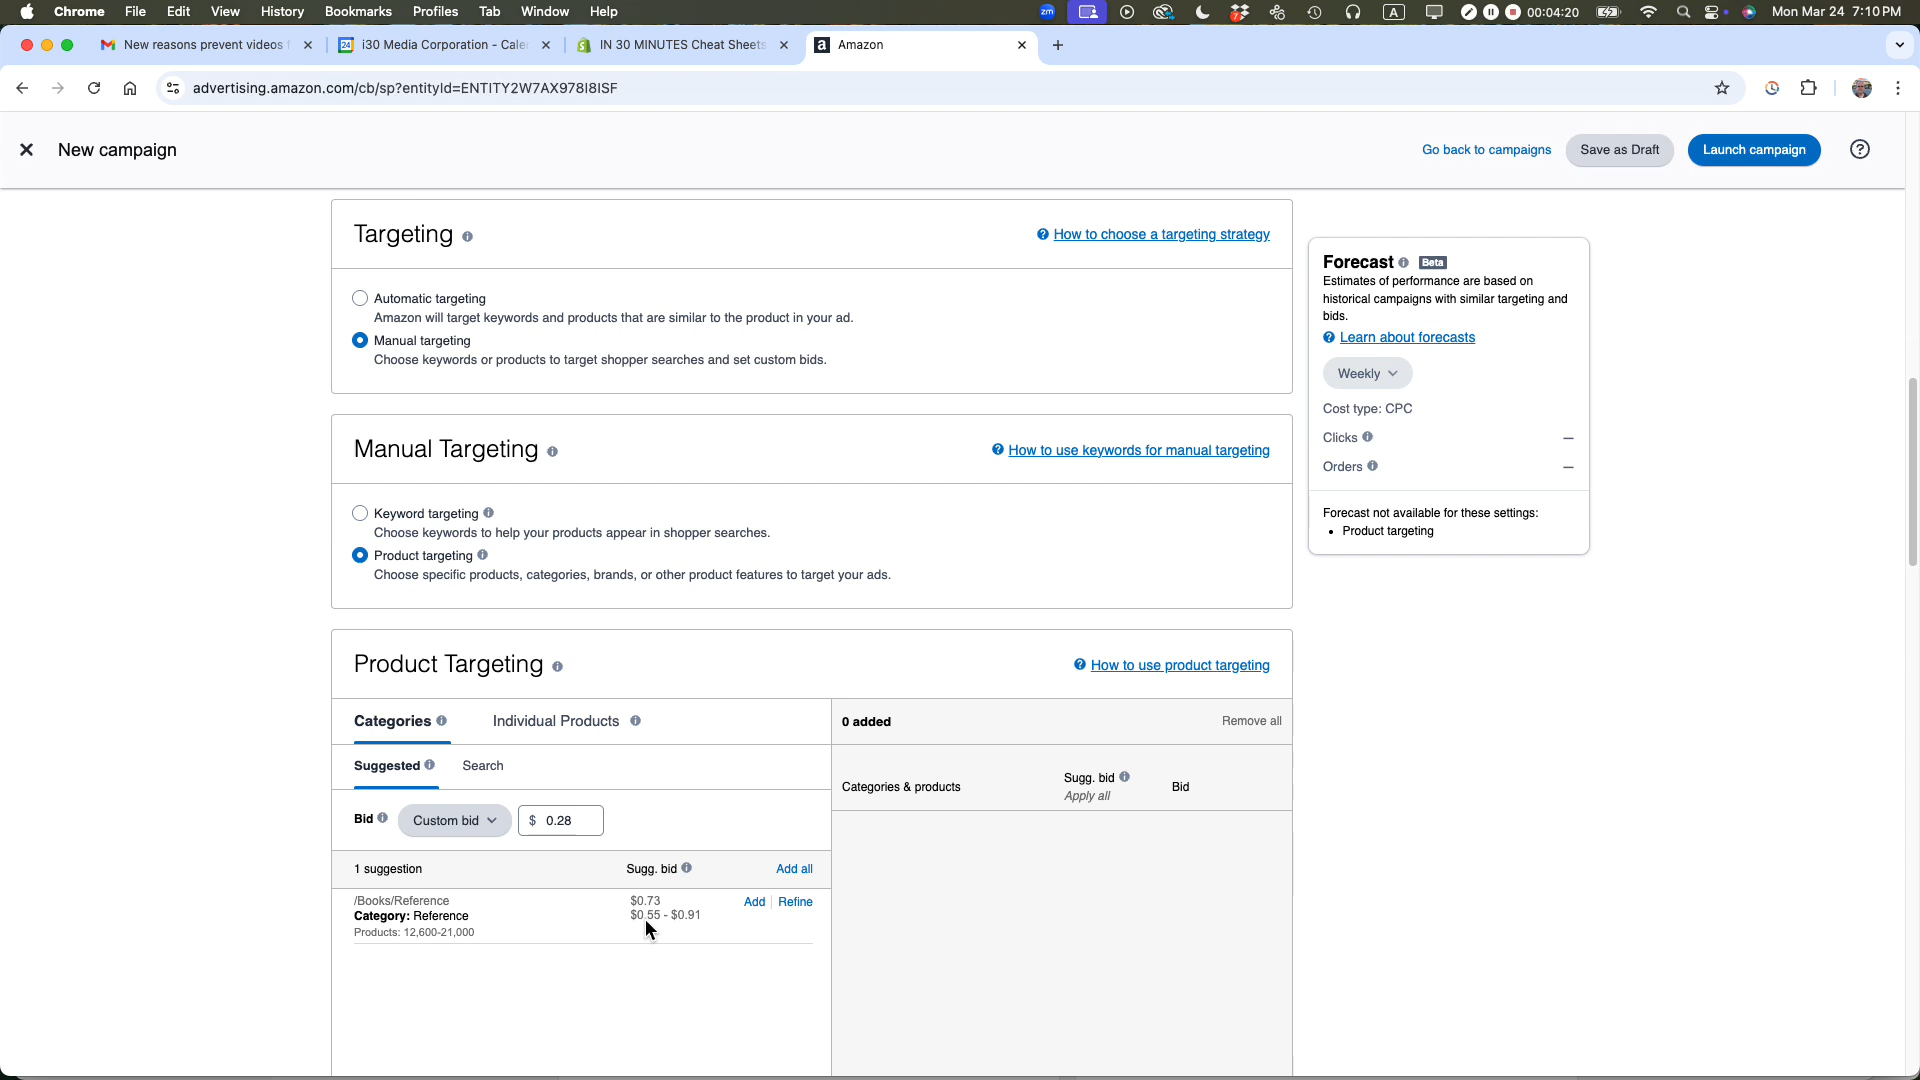 Chrome File Edit View History Bookmarks Profiles Tab Window Help zm 7 A 00:04:20 Mon Mar 24 7:10 PM
New reasons prevent videos 24 i30 Media Corporation - Cale IN 30 MINUTES Cheat Sheets a Amazon
advertising.amazon.com/cb/sp?entityId=ENTITY2W7AX978I8ISF
New campaign Go back to campaigns Save as Draft Launch campaign
Targeting How to choose a targeting strategy
Automatic targeting
Amazon will target keywords and products that are similar to the product in your ad.
Manual targeting
Choose keywords or products to target shopper searches and set custom bids.
Manual Targeting How to use keywords for manual targeting
Keyword targeting
Choose keywords to help your products appear in shopper searches.
Product targeting
Choose specific products, categories, brands, or other product features to target your ads.
Product Targeting How to use product targeting
Categories Individual Products
Suggested Search
Bid Custom bid $ 0.28
1 suggestion Sugg. bid Add all
/Books/Reference $0.73 Add Refine
Category: Reference $0.55 - $0.91
Products: 12,600-21,000
0 added Remove all
Categories & products Sugg. bid Bid
Apply all
Forecast Beta
Estimates of performance are based on
historical campaigns with similar targeting and
bids.
Learn about forecasts
Weekly
Cost type: CPC
Clicks –
Orders –
Forecast not available for these settings:
• Product targeting